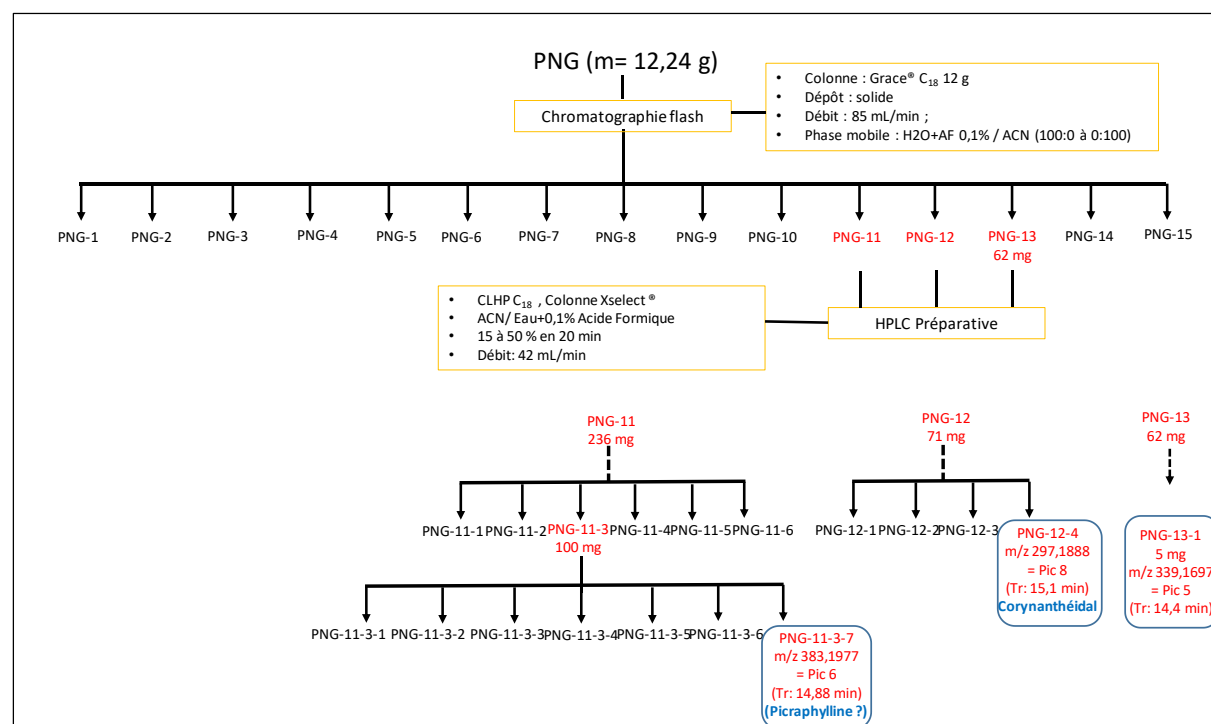 PNG (m= 12,24 g)
Chromatographie flash
• Colonne : Grace® C18 12 g
• Dépôt : solide
• Débit : 85 mL/min ;
• Phase mobile : H2O+AF 0,1% / ACN (100:0 à 0:100)
PNG-1 PNG-2 PNG-3 PNG-4 PNG-5 PNG-6 PNG-7 PNG-8 PNG-9 PNG-10 PNG-11 PNG-12 PNG-13 PNG-14 PNG-15
62 mg
• CLHP C18 , Colonne Xselect ®
• ACN/ Eau+0,1% Acide Formique
• 15 à 50 % en 20 min
• Débit: 42 mL/min
HPLC Préparative
PNG-11
236 mg
PNG-12
71 mg
PNG-13
62 mg
PNG-11-1 PNG-11-2 PNG-11-3 PNG-11-4 PNG-11-5 PNG-11-6
100 mg
PNG-12-1 PNG-12-2 PNG-12-3
PNG-12-4
m/z 297,1888
= Pic 8
(Tr: 15,1 min)
Corynanthéidal
PNG-13-1
5 mg
m/z 339,1697
= Pic 5
(Tr: 14,4 min)
PNG-11-3-1 PNG-11-3-2 PNG-11-3-3 PNG-11-3-4 PNG-11-3-5 PNG-11-3-6
PNG-11-3-7
m/z 383,1977
= Pic 6
(Tr: 14,88 min)
(Picraphylline ?)